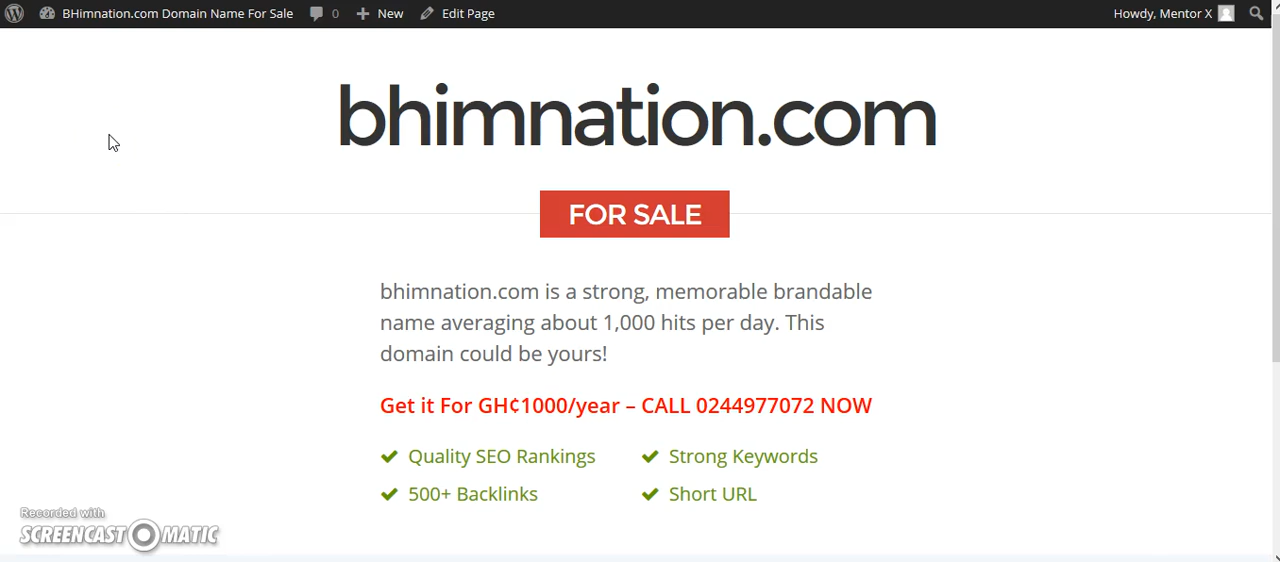 BHimnation.com Domain Name For Sale 0 New Edit Page Howdy, Mentor X
bhimnation.com
FOR SALE
bhimnation.com is a strong, memorable brandable
name averaging about 1,000 hits per day. This
domain could be yours!
Get it For GH¢1000/year – CALL 0244977072 NOW
Quality SEO Rankings Strong Keywords
500+ Backlinks Short URL
Recorded with
SCREENCAST O MATIC